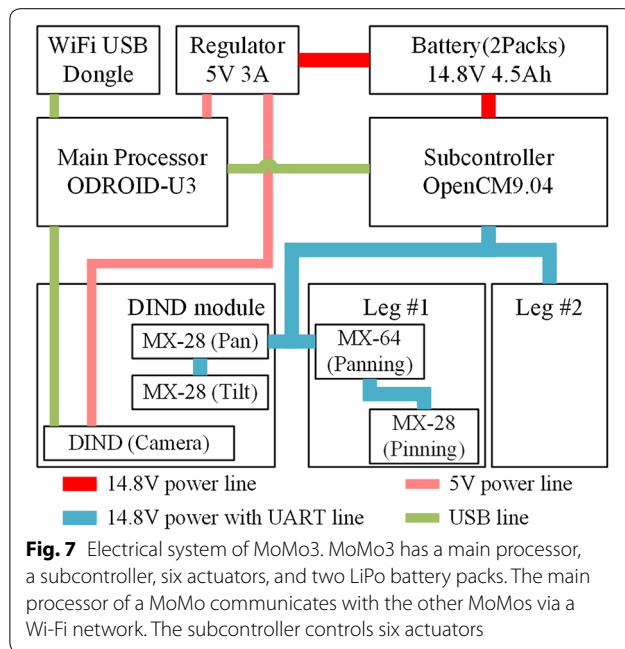 WiFi USB
Dongle
Regulator
5V 3A
Battery(2Packs)
14.8V 4.5Ah
Main Processor
ODROID-U3
Subcontroller
OpenCM9.04
DIND module
MX-28 (Pan)
MX-28 (Tilt)
DIND (Camera)
Leg #1
MX-64
(Panning)
MX-28
(Pinning)
Leg #2
14.8V power line
5V power line
14.8V power with UART line
USB line
Fig. 7 Electrical system of MoMo3. MoMo3 has a main processor,
a subcontroller, six actuators, and two LiPo battery packs. The main
processor of a MoMo communicates with the other MoMos via a
Wi-Fi network. The subcontroller controls six actuators